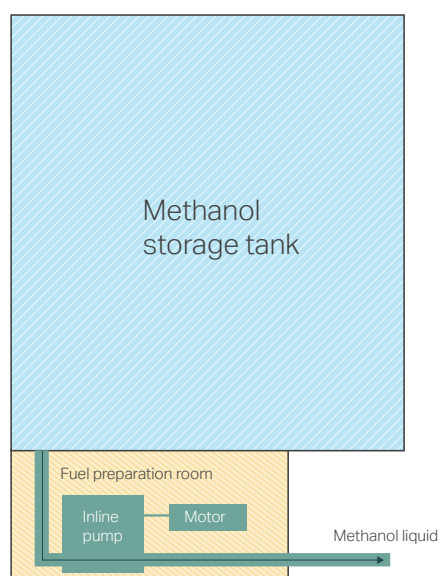 Methanol
storage tank
Fuel preparation room
Inline
pump
Motor
Methanol liquid